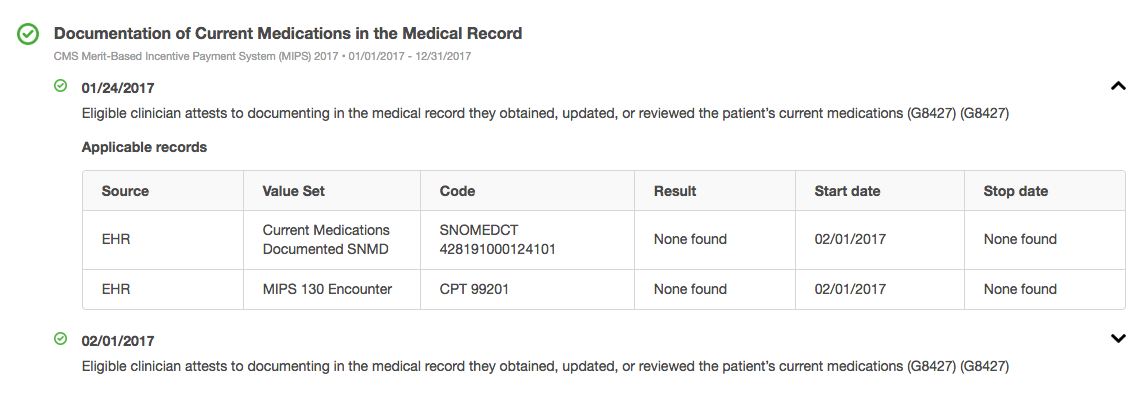 Documentation of Current Medications in the Medical Record
CMS Merit-Based Incentive Payment System (MIPS) 2017 • 01/01/2017 - 12/31/2017
01/24/2017
Eligible clinician attests to documenting in the medical record they obtained, updated, or reviewed the patient's current medications (G8427) (G8427)
Applicable records
Source Value Set Code Result Start date Stop date
EHR Current Medications Documented SNMD SNOMEDCT 428191000124101 None found 02/01/2017 None found
EHR MIPS 130 Encounter CPT 99201 None found 02/01/2017 None found
02/01/2017
Eligible clinician attests to documenting in the medical record they obtained, updated, or reviewed the patient's current medications (G8427) (G8427)